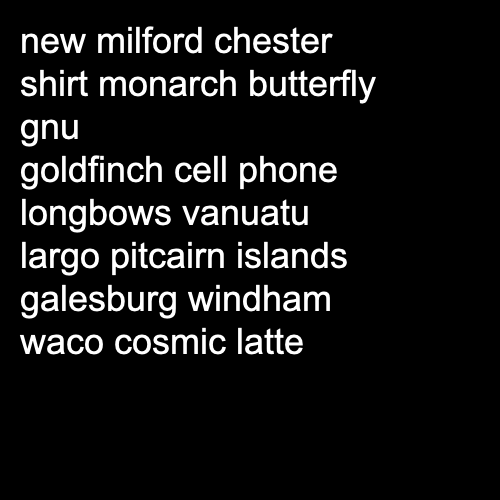 new milford chester
shirt monarch butterfly
gnu
goldfinch cell phone
longbows vanuatu
largo pitcairn islands
galesburg windham
waco cosmic latte